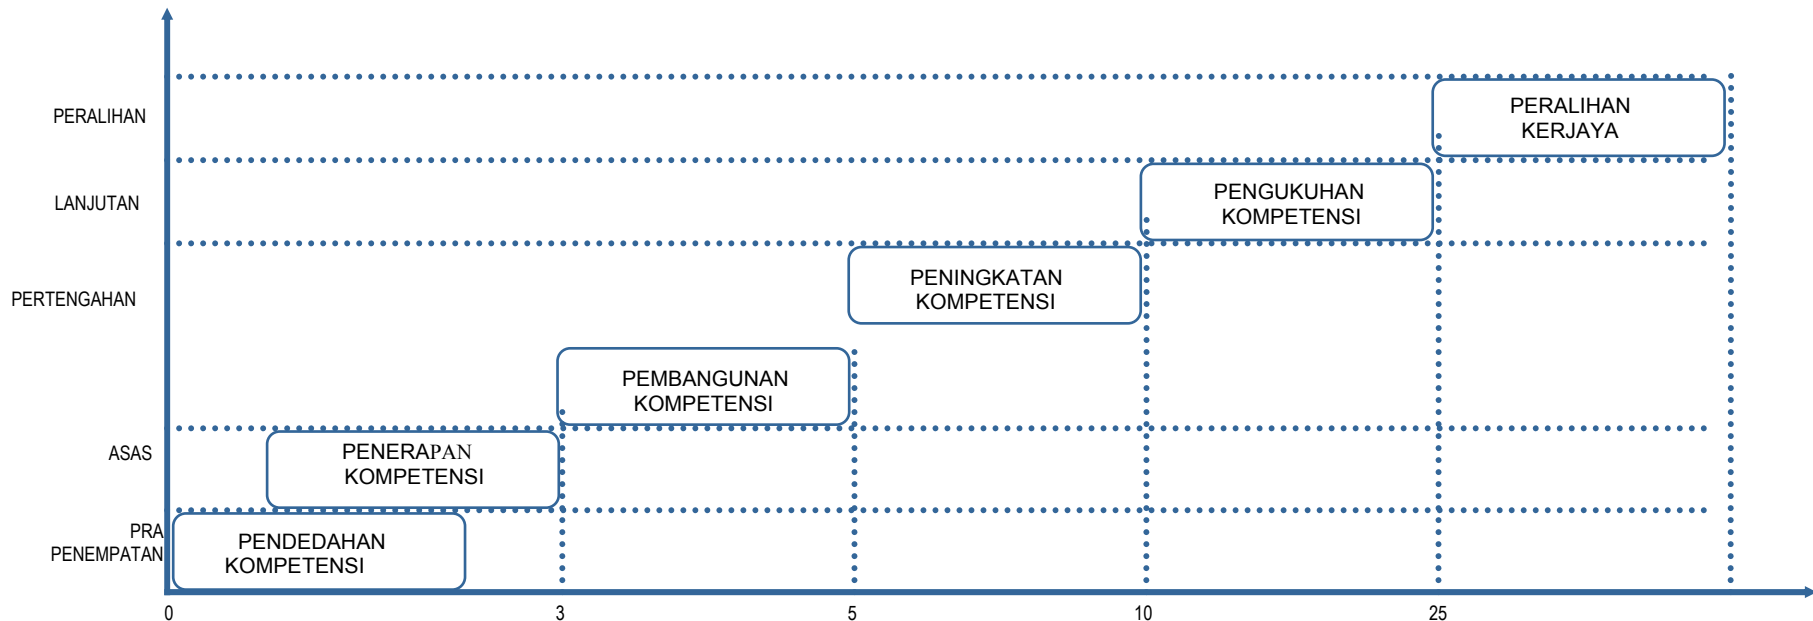 PERALIHAN
PERALIHAN
KERJAYA
LANJUTAN
PENGUKUHAN
KOMPETENSI
PERTENGAHAN
PENINGKATAN
KOMPETENSI
PEMBANGUNAN
KOMPETENSI
ASAS
PENERAPAN
KOMPETENSI
PRA
PENEMPATAN
PENDEDAHAN
KOMPETENSI
0 3 5 10 25